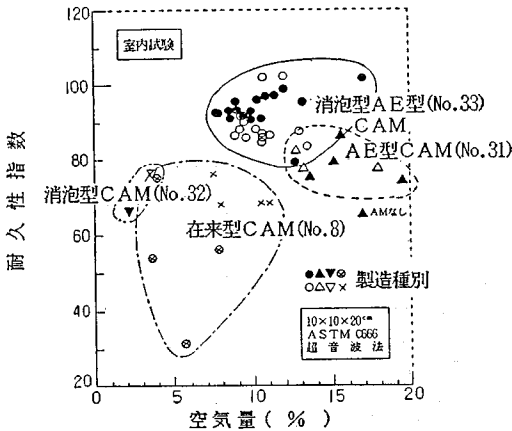 120
100
80
60
40
20
0
5
10
15
20
耐久性指数
空気量(%)
室内試験
消泡型AE型(No.33)
CAM
AE型CAM(No.31)
消泡型CAM(No.32)
在来型CAM(No.8)
AMなし
製造種別
10×10×20cm
ASTM C666
超音波法